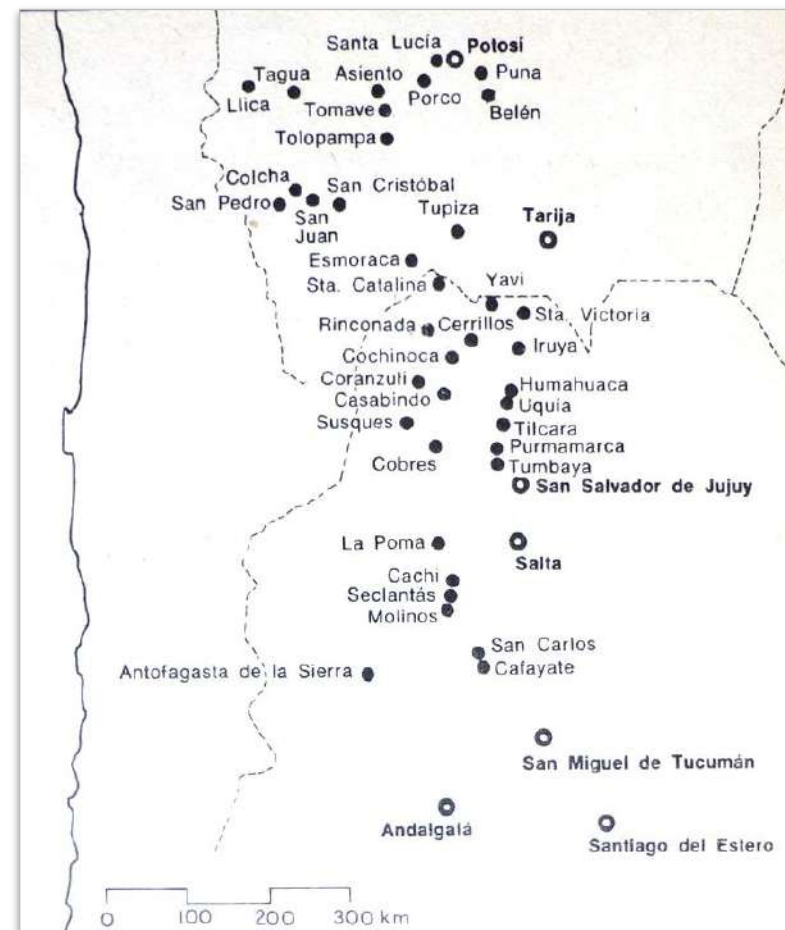 Santa Lucía
Potosí
Tagua
Asiento
Puna
Llica
Porco
Tomave
Belén
Tolopampa
Colcha
San Cristóbal
San Pedro
San
Juan
Tupiza
Tarija
Esmoraca
Sta. Catalina
Yavi
Sta. Victoria
Rinconada
Cerrillos
Iruya
Cochinoca
Coranzulí
Humahuaca
Casabindo
Uquía
Susques
Tilcara
Purmamarca
Cobres
Tumbaya
San Salvador de Jujuy
La Poma
Salta
Cachi
Seclantás
Molinos
San Carlos
Antofagasta de la Sierra
Cafayate
San Miguel de Tucumán
Andalgalá
Santiago del Estero
0 100 200 300 km